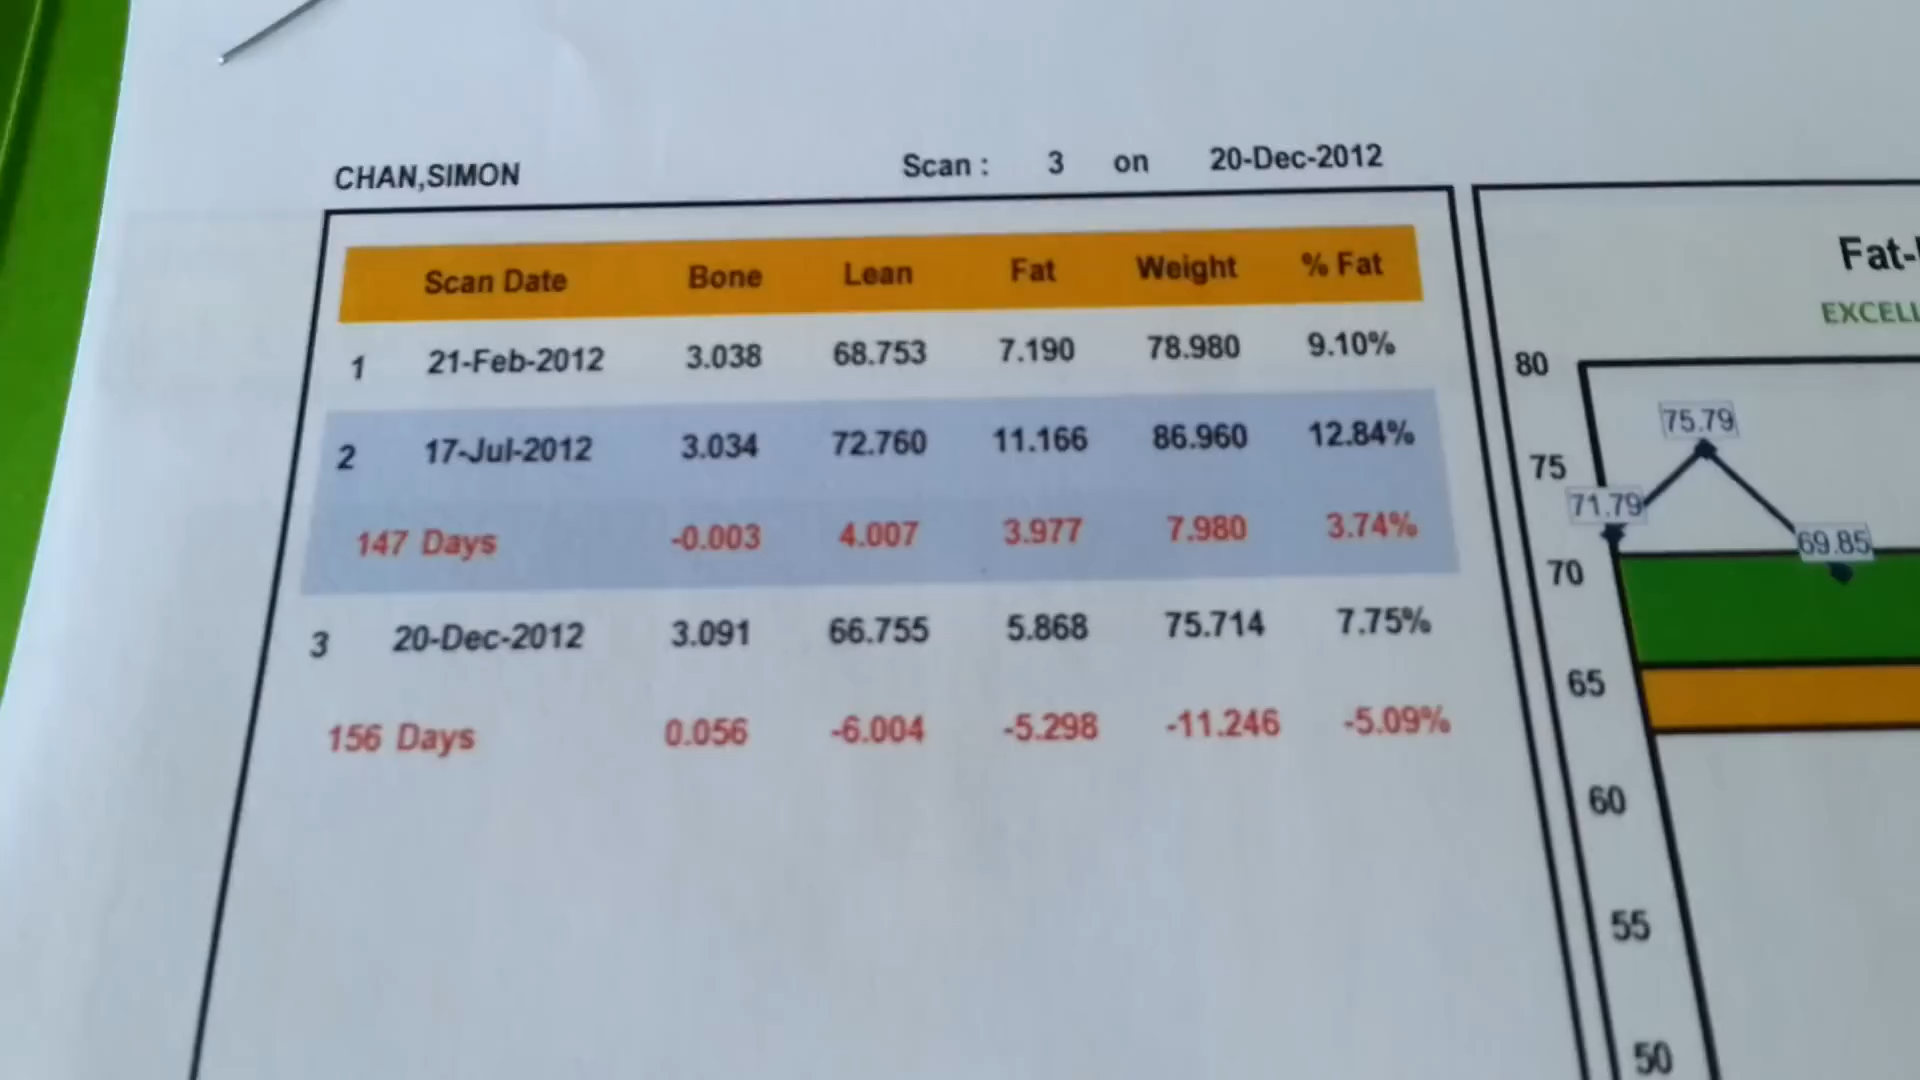 CHAN,SIMON Scan : 3 on 20-Dec-2012
Scan Date Bone Lean Fat Weight % Fat
1 21-Feb-2012 3.038 68.753 7.190 78.980 9.10%
2 17-Jul-2012 3.034 72.760 11.166 86.960 12.84%
147 Days -0.003 4.007 3.977 7.980 3.74%
3 20-Dec-2012 3.091 66.755 5.868 75.714 7.75%
156 Days 0.056 -6.004 -5.298 -11.246 -5.09%
Fat-
EXCELL
80
75.79
75
71.79
69.85
70
65
60
55
50